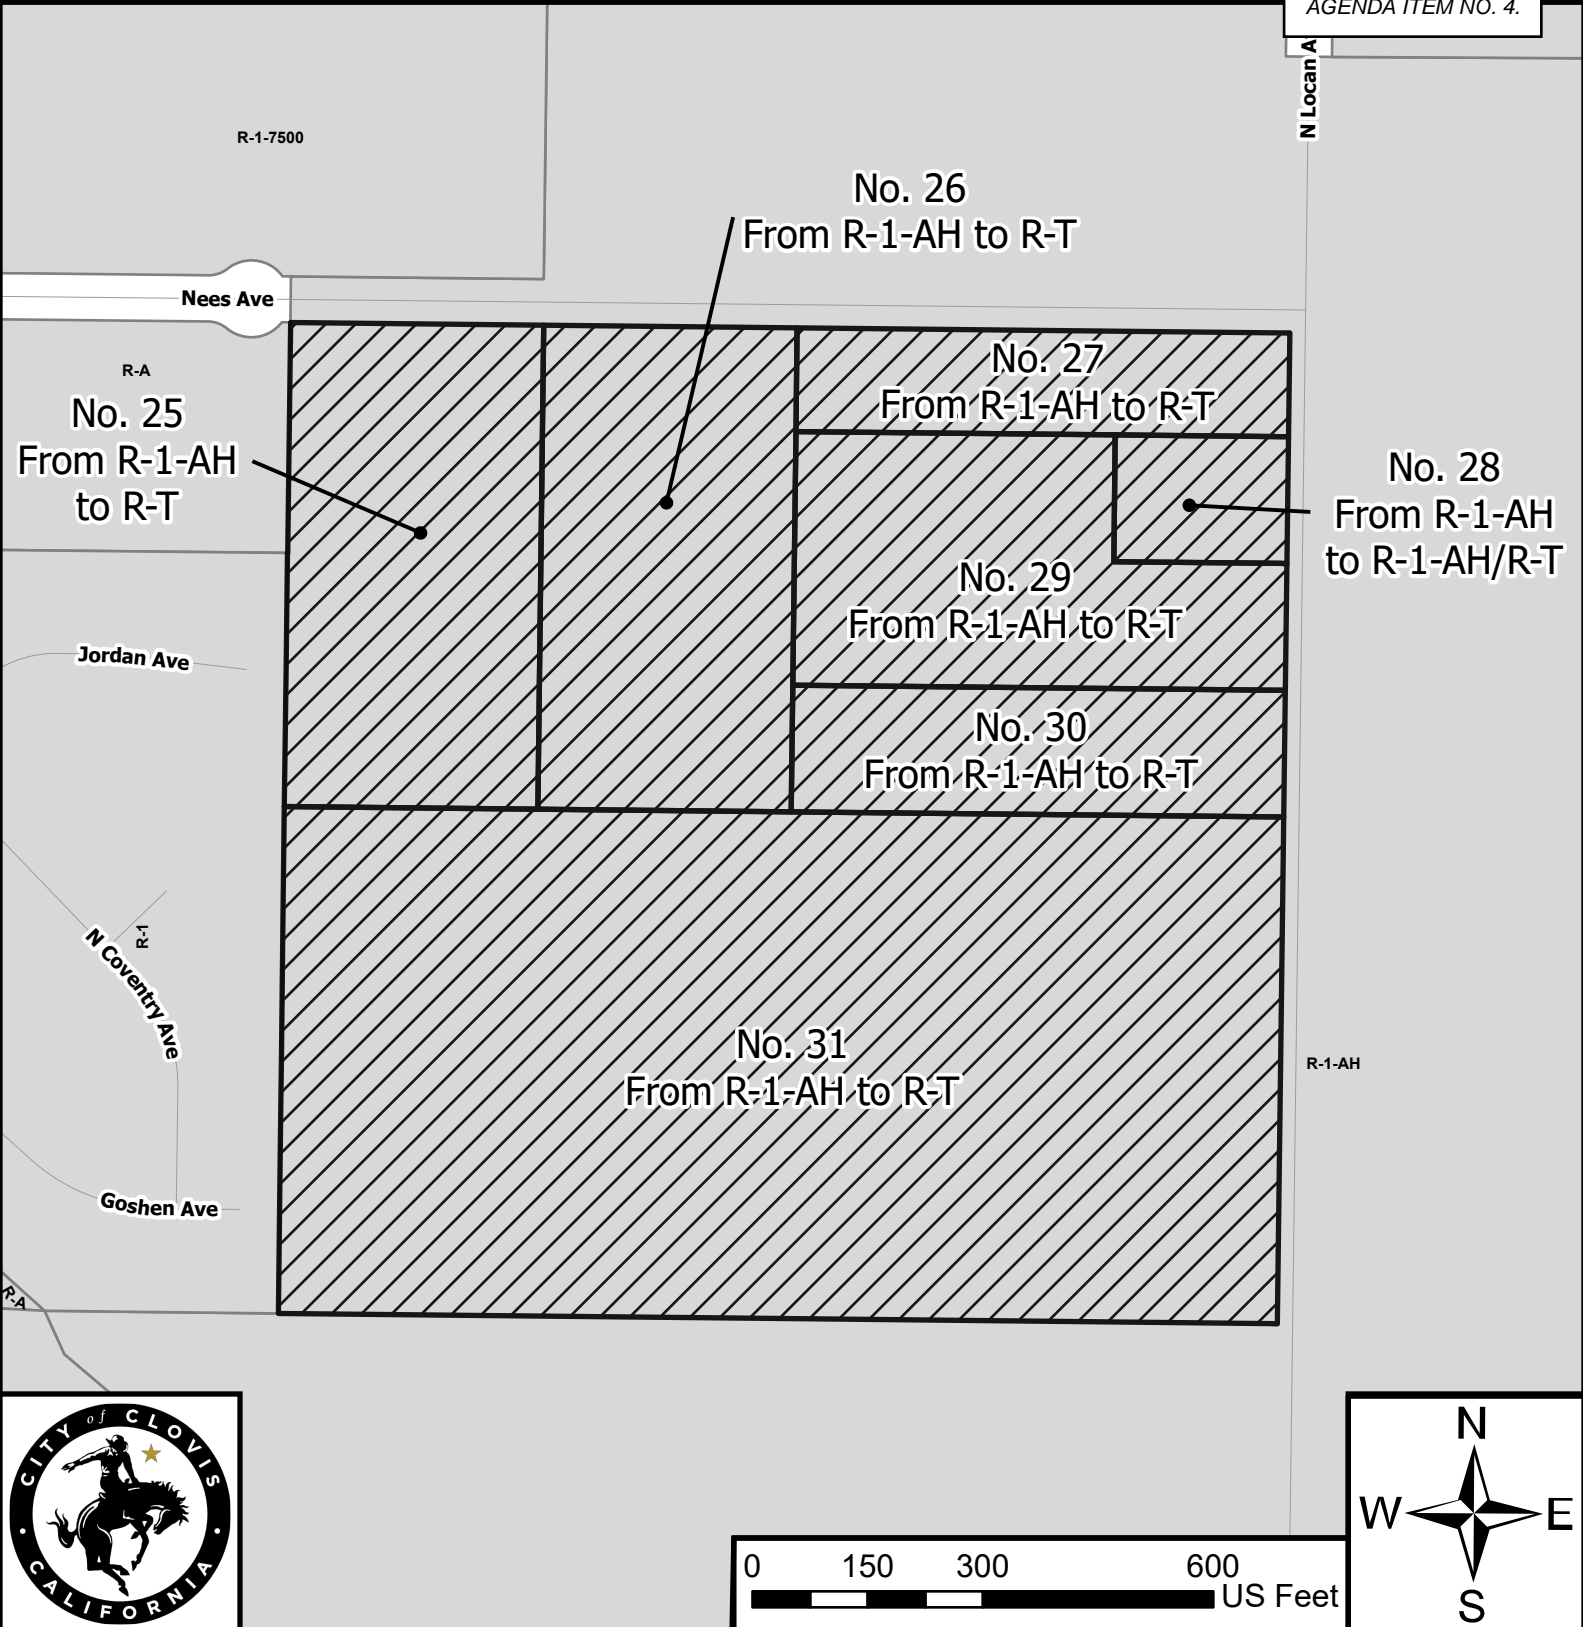 AGENDA ITEM NO. 4.
N Locan A
R-1-7500
No. 26
From R-1-AH to R-T
Nees Ave
R-A
No. 25
From R-1-AH
to R-T
No. 27
From R-1-AH to R-T
No. 28
From R-1-AH
to R-1-AH/R-T
No. 29
From R-1-AH to R-T
Jordan Ave
No. 30
From R-1-AH to R-T
R-1
N Coventry Ave
No. 31
From R-1-AH to R-T
R-1-AH
Goshen Ave
R-A
CITY of CLOVIS
CALIFORNIA
0 150 300 600
US Feet
N
W E
S